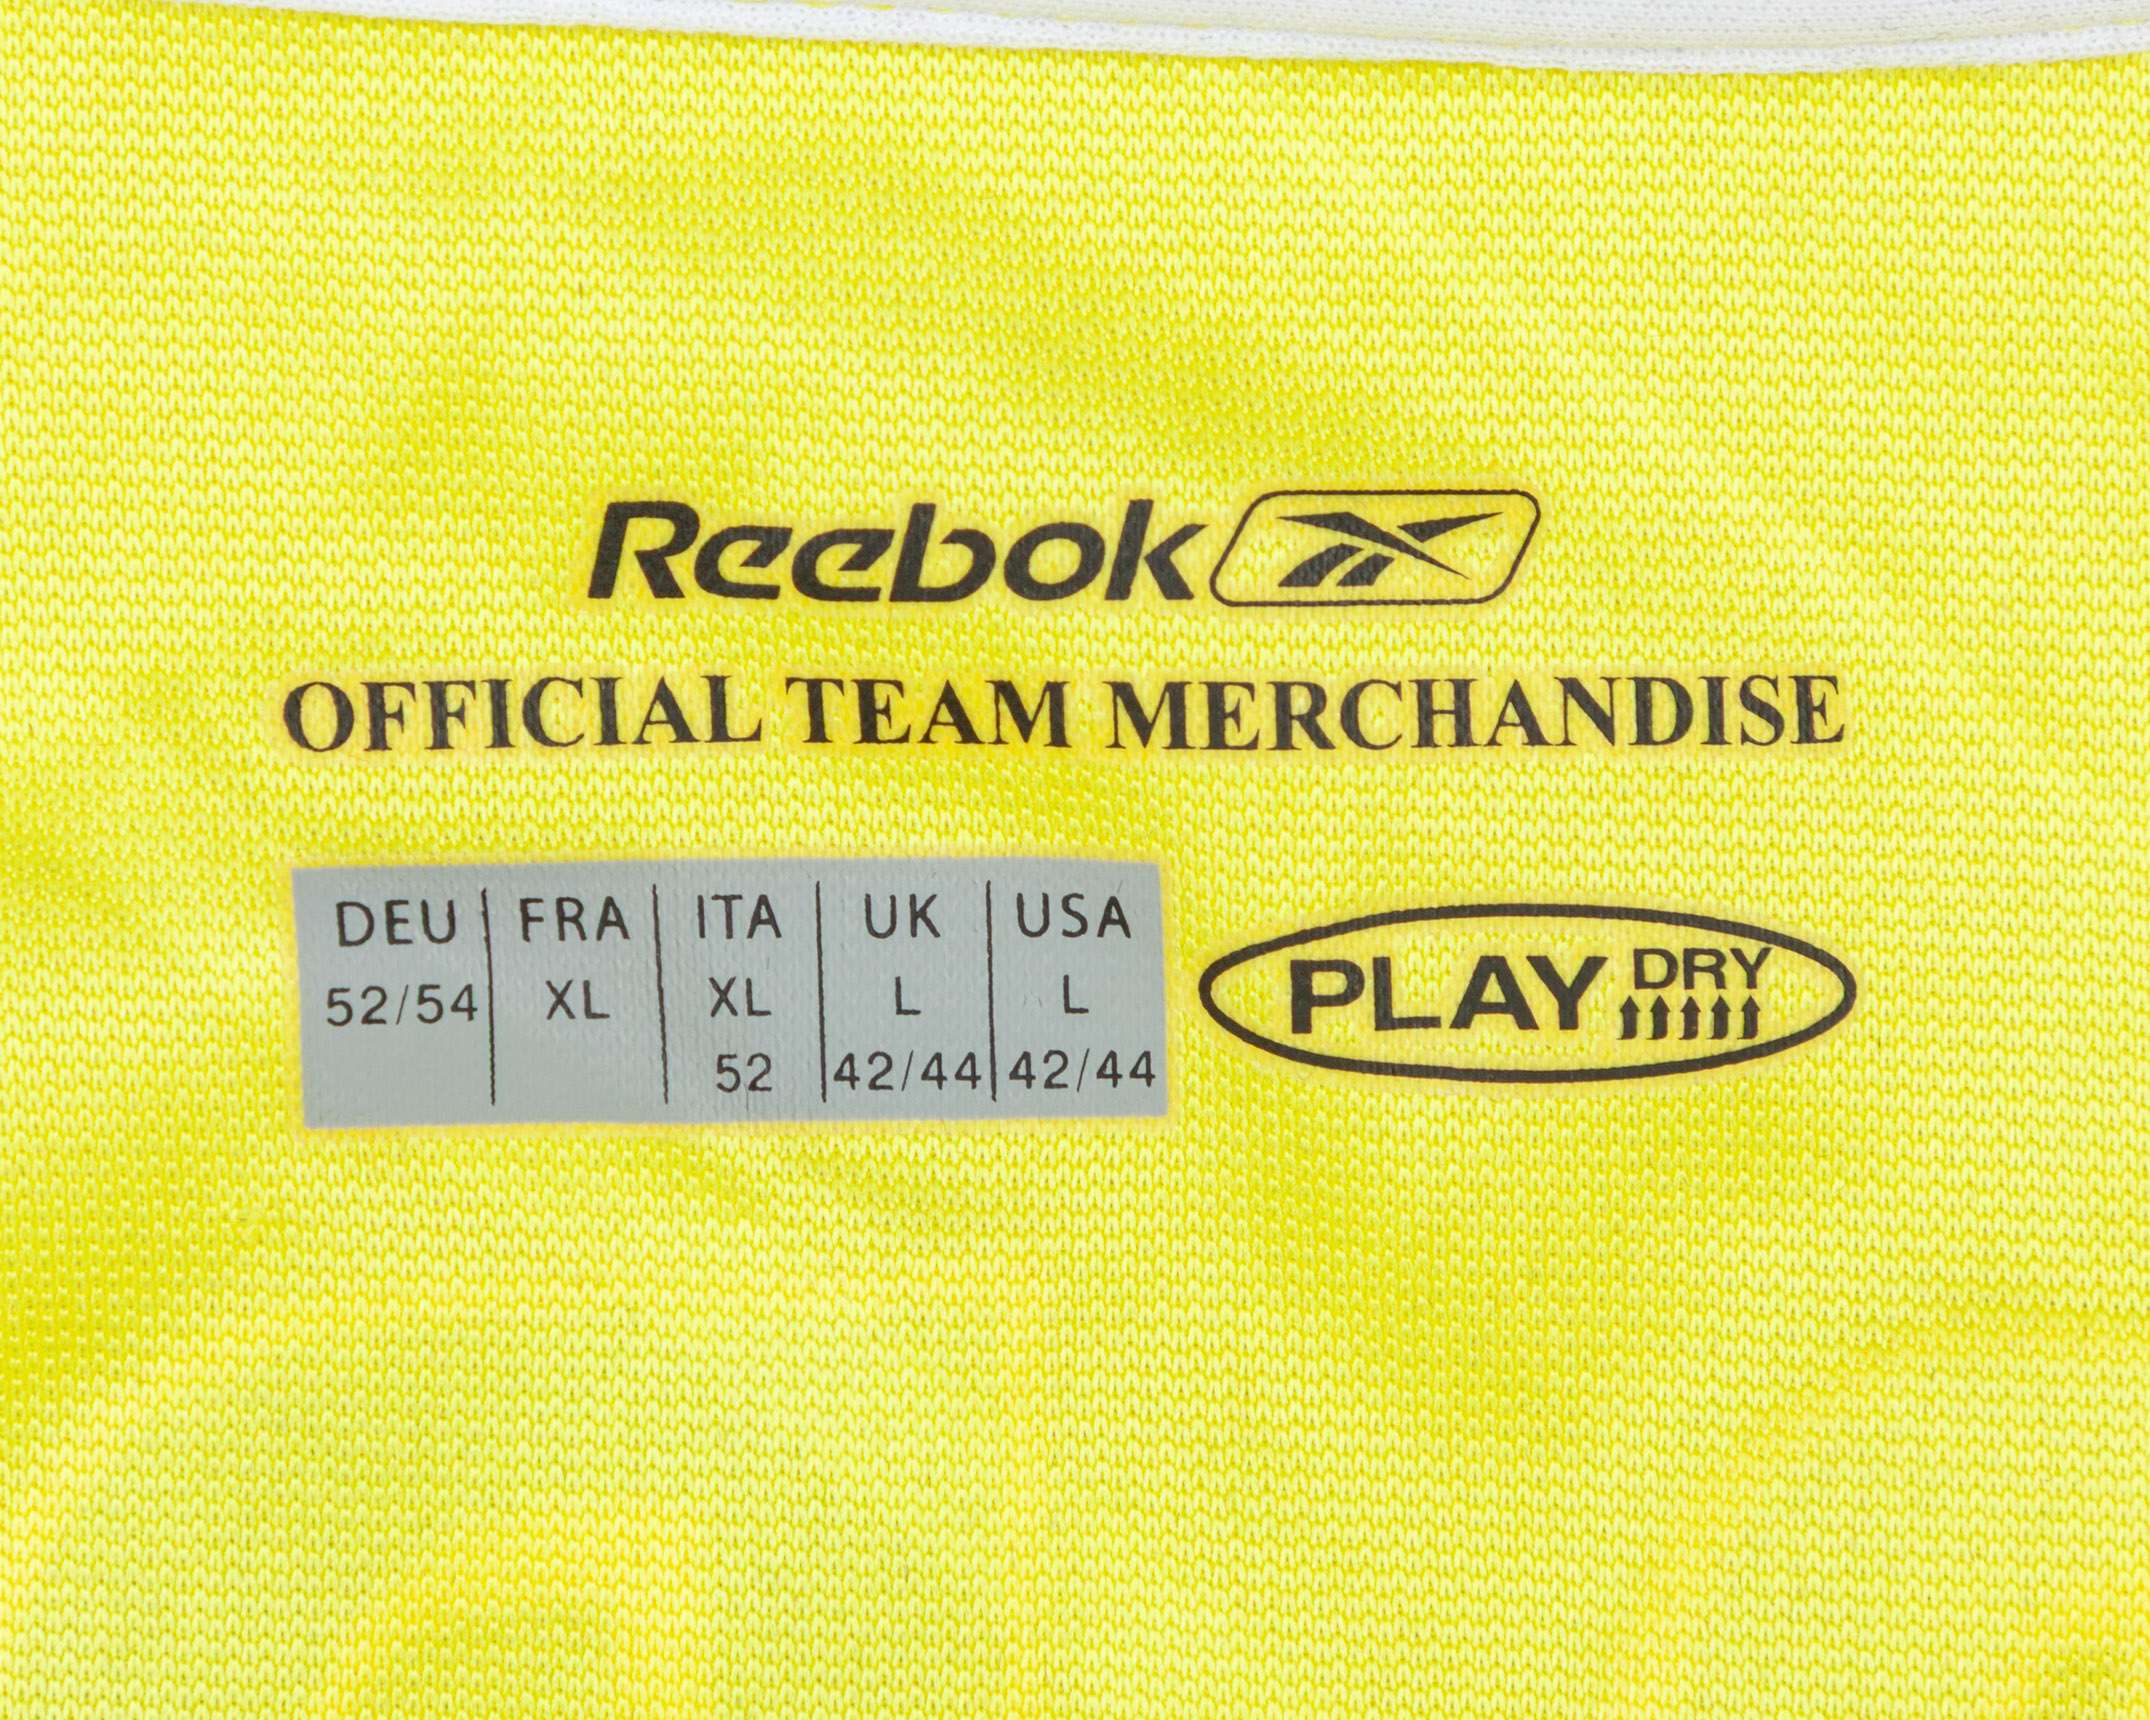 Reebok
OFFICIAL TEAM MERCHANDISE
DEU FRA ITA UK USA
52/54 XL XL L L
52 42/44 42/44
PLAY DRY